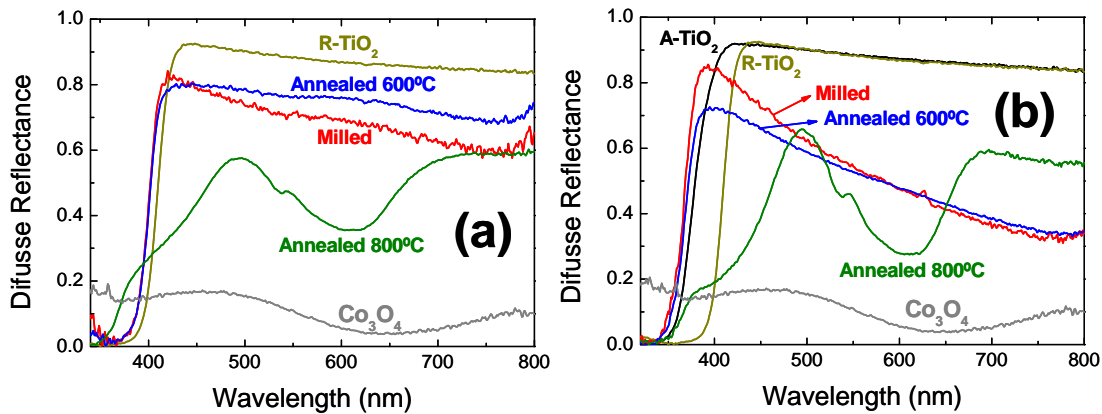 1.0
0.8
0.6
0.4
0.2
0.0
Difusse Reflectance
R-TiO₂
Annealed 600ºC
Milled
Annealed 800ºC
Co₃O₄
(a)
400 500 600 700 800
Wavelength (nm)
1.0
0.8
0.6
0.4
0.2
0.0
Difusse Reflectance
A-TiO₂
R-TiO₂
Milled
Annealed 600ºC
(b)
Annealed 800ºC
Co₃O₄
400 500 600 700 800
Wavelength (nm)